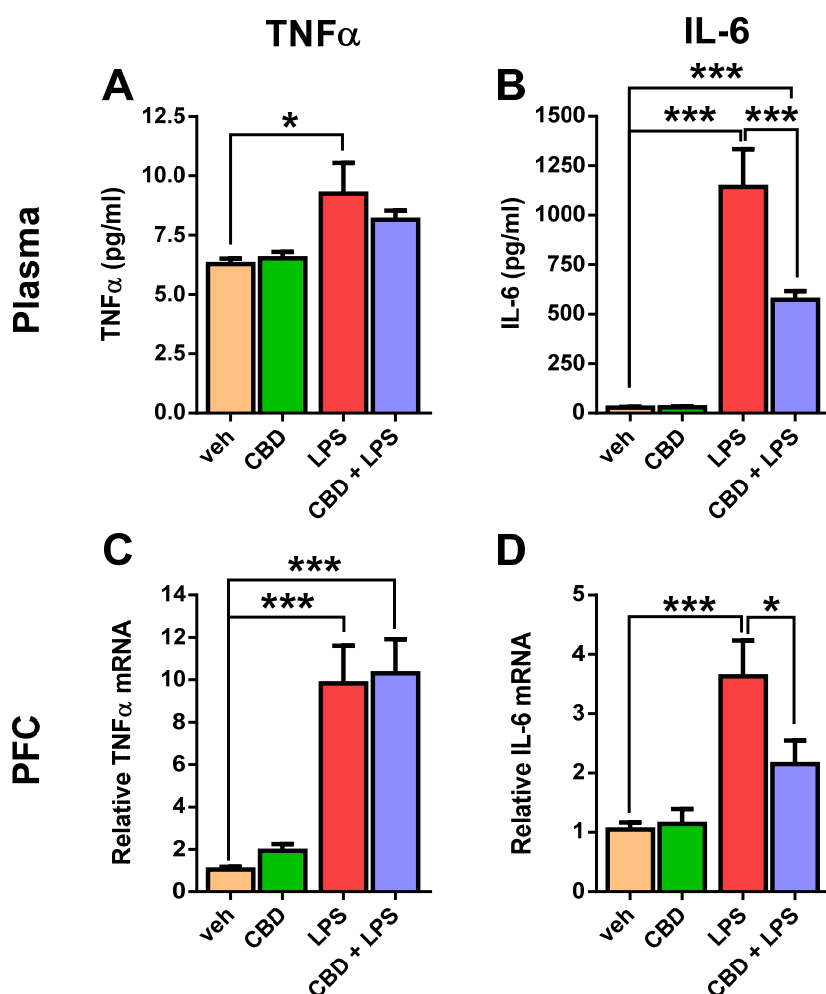 TNFα
IL-6
Plasma
A
TNFα (pg/ml)
12.5
10.0
7.5
5.0
2.5
0.0
*
veh
CBD
LPS
CBD + LPS
B
IL-6 (pg/ml)
1500
1250
1000
750
500
250
0
***
***
***
veh
CBD
LPS
CBD + LPS
PFC
C
Relative TNFα mRNA
14
12
10
8
6
4
2
0
***
***
veh
CBD
LPS
CBD + LPS
D
Relative IL-6 mRNA
5
4
3
2
1
0
***
*
veh
CBD
LPS
CBD + LPS